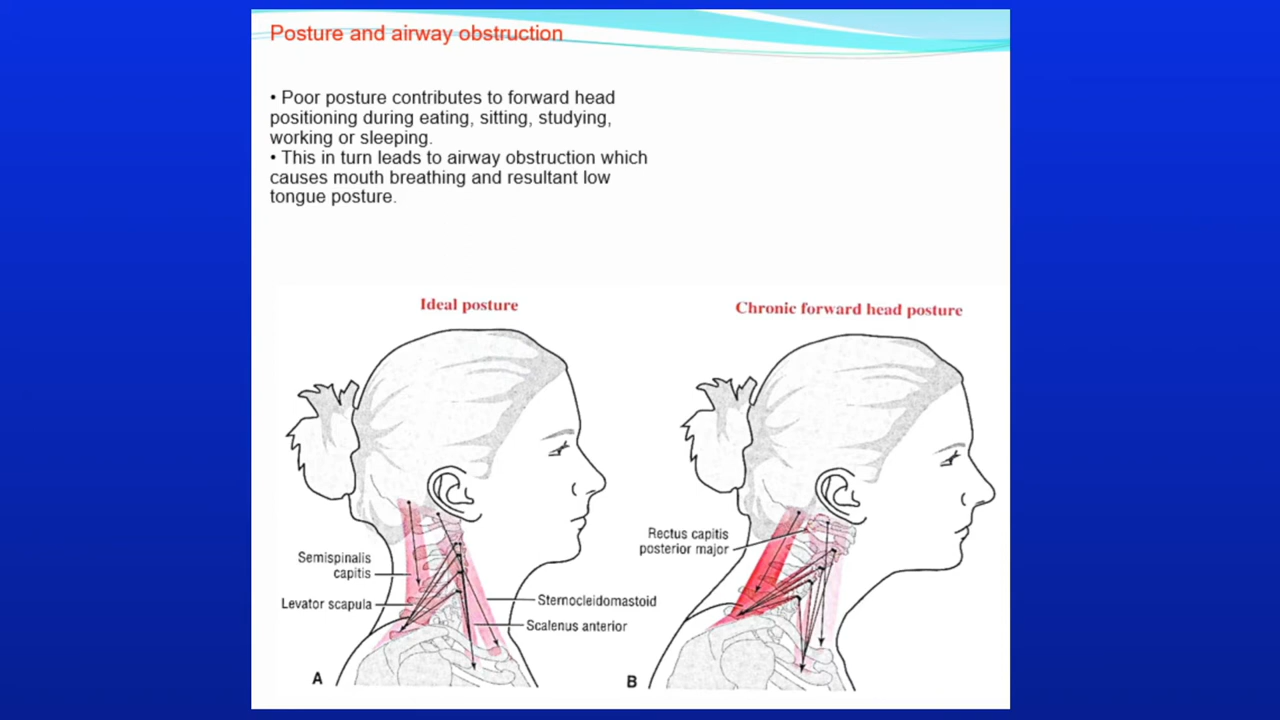 Posture and airway obstruction
• Poor posture contributes to forward head
positioning during eating, sitting, studying,
working or sleeping.
• This in turn leads to airway obstruction which
causes mouth breathing and resultant low
tongue posture.
Ideal posture
Chronic forward head posture
Semispinalis
capitis
Levator scapula
Sternocleidomastoid
Scalenus anterior
A
Rectus capitis
posterior major
B